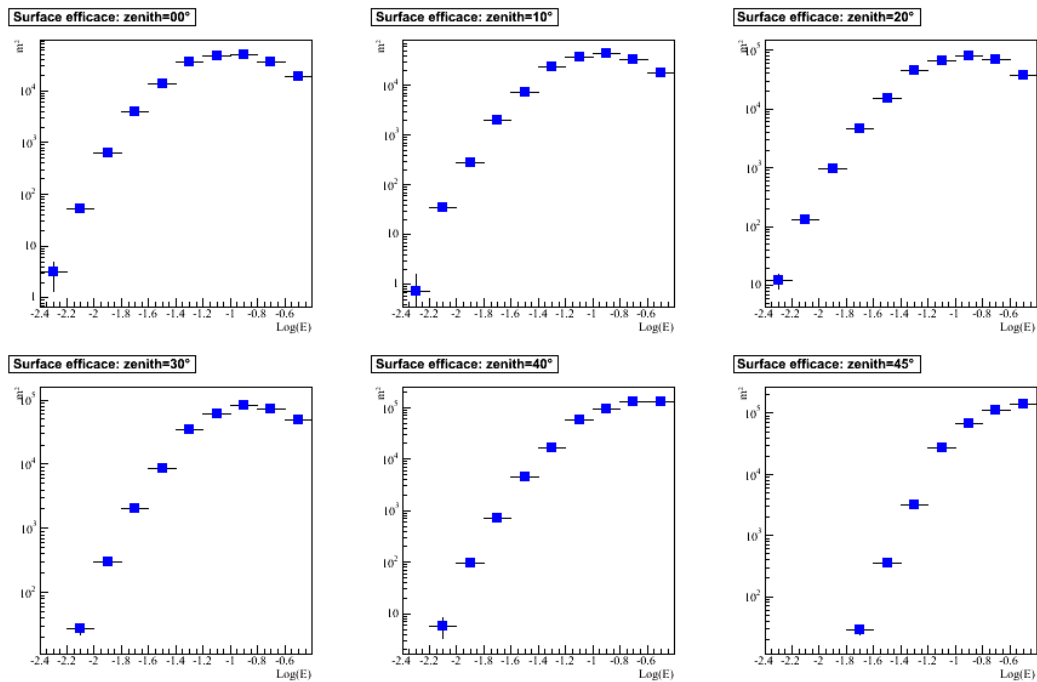 Surface efficace: zenith=00°
m²
10⁴
10³
10²
10
1
-2.4 -2.2 -2 -1.8 -1.6 -1.4 -1.2 -1 -0.8 -0.6
Log(E)
Surface efficace: zenith=10°
m²
10⁴
10³
10²
10
1
-2.4 -2.2 -2 -1.8 -1.6 -1.4 -1.2 -1 -0.8 -0.6
Log(E)
Surface efficace: zenith=20°
m²
10⁵
10⁴
10³
10²
10
-2.4 -2.2 -2 -1.8 -1.6 -1.4 -1.2 -1 -0.8 -0.6
Log(E)
Surface efficace: zenith=30°
m²
10⁵
10⁴
10³
10²
-2.4 -2.2 -2 -1.8 -1.6 -1.4 -1.2 -1 -0.8 -0.6
Log(E)
Surface efficace: zenith=40°
m²
10⁵
10⁴
10³
10²
10
-2.4 -2.2 -2 -1.8 -1.6 -1.4 -1.2 -1 -0.8 -0.6
Log(E)
Surface efficace: zenith=45°
m²
10⁵
10⁴
10³
10²
-2.4 -2.2 -2 -1.8 -1.6 -1.4 -1.2 -1 -0.8 -0.6
Log(E)